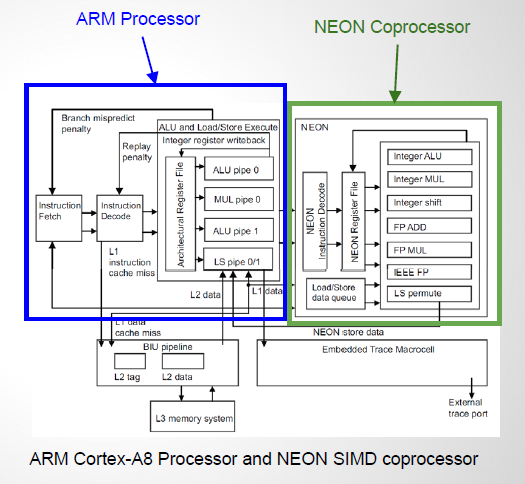 ARM Processor
NEON Coprocessor
Branch mispredict
penalty
Replay
penalty
ALU and Load/Store Execute
Integer register writeback
Instruction
Fetch
Instruction
Decode
Architectural Register File
ALU pipe 0
MUL pipe 0
ALU pipe 1
LS pipe 0/1
L1
instruction
cache miss
L2 data
L1 data
NEON
NEON
Instruction Decode
NEON Register File
Load/Store
data queue
Integer ALU
Integer MUL
Integer shift
FP ADD
FP MUL
IEEE FP
LS permute
L1 data
cache miss
NEON store data
BIU pipeline
L2 tag
L2 data
L3 memory system
Embedded Trace Macrocell
External
trace port
ARM Cortex-A8 Processor and NEON SIMD coprocessor